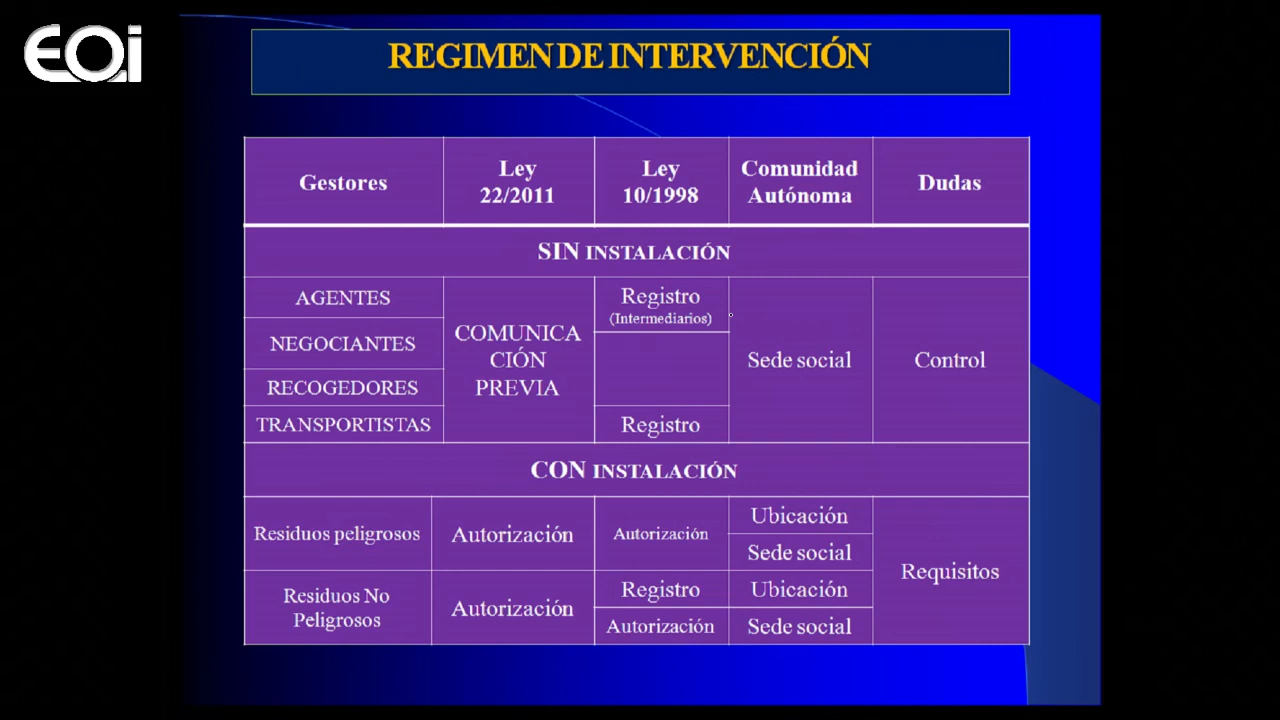 EOi
REGIMEN DE INTERVENCIÓN
Gestores
Ley
22/2011
Ley
10/1998
Comunidad
Autónoma
Dudas
SIN INSTALACIÓN
AGENTES
NEGOCIANTES
RECOGEDORES
TRANSPORTISTAS
COMUNICA
CIÓN
PREVIA
Registro
(Intermediarios)
Registro
Sede social
Control
CON INSTALACIÓN
Residuos peligrosos
Autorización
Autorización
Ubicación
Sede social
Requisitos
Residuos No
Peligrosos
Autorización
Registro
Autorización
Ubicación
Sede social